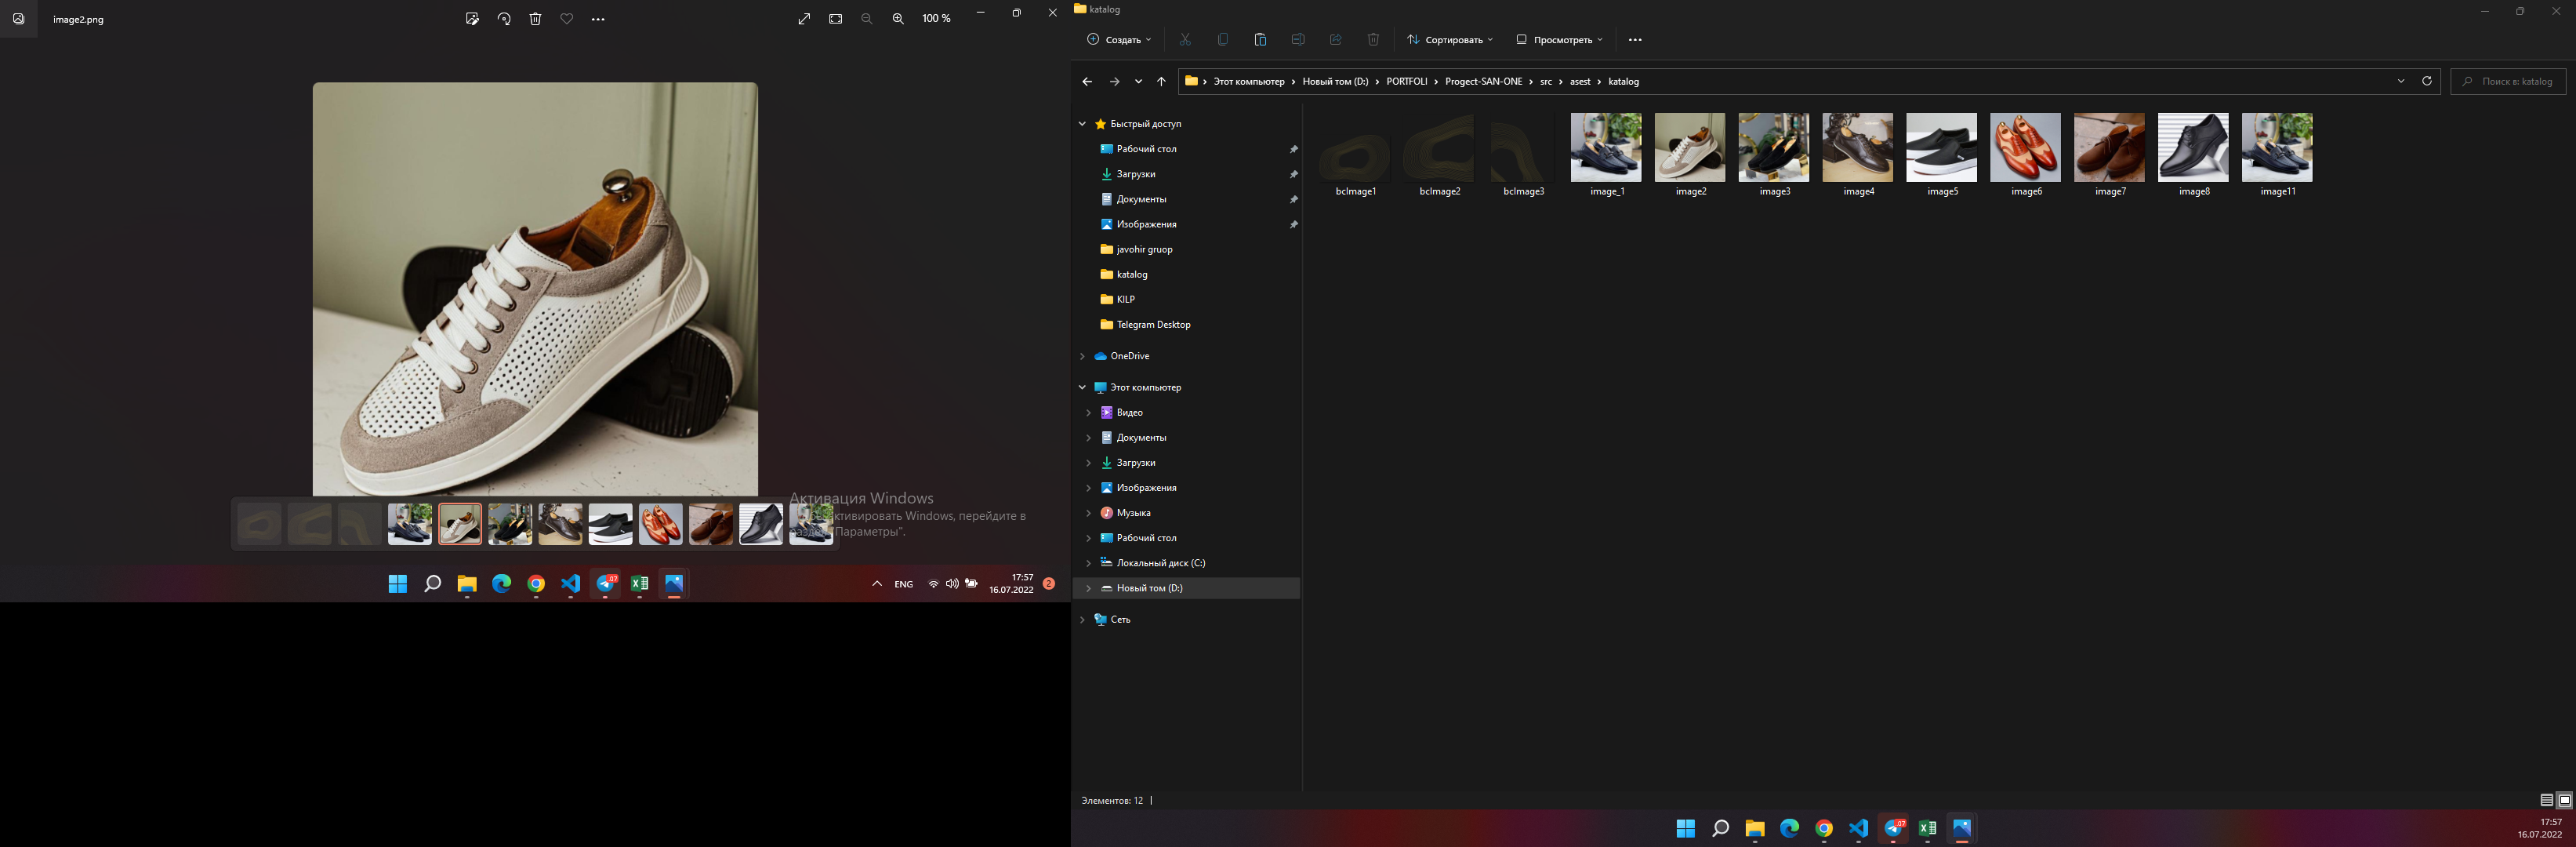 image2.png
100 %
Активация Windows
активировать Windows, перейдите в
"Параметры".
ENG
17:57
16.07.2022
2
katalog
Создать
Сортировать
Просмотреть
Этот компьютер
Новый том (D:)
PORTFOLI
Progect-SAN-ONE
src
asest
katalog
Поиск в: katalog
Быстрый доступ
Рабочий стол
Загрузки
Документы
Изображения
javohir gruop
katalog
KILP
Telegram Desktop
OneDrive
Этот компьютер
Видео
Документы
Загрузки
Изображения
Музыка
Рабочий стол
Локальный диск (C:)
Новый том (D:)
Сеть
bcImage1
bcImage2
bcImage3
image_1
image2
image3
image4
image5
image6
image7
image8
image11
Элементов: 12
17:57
16.07.2022